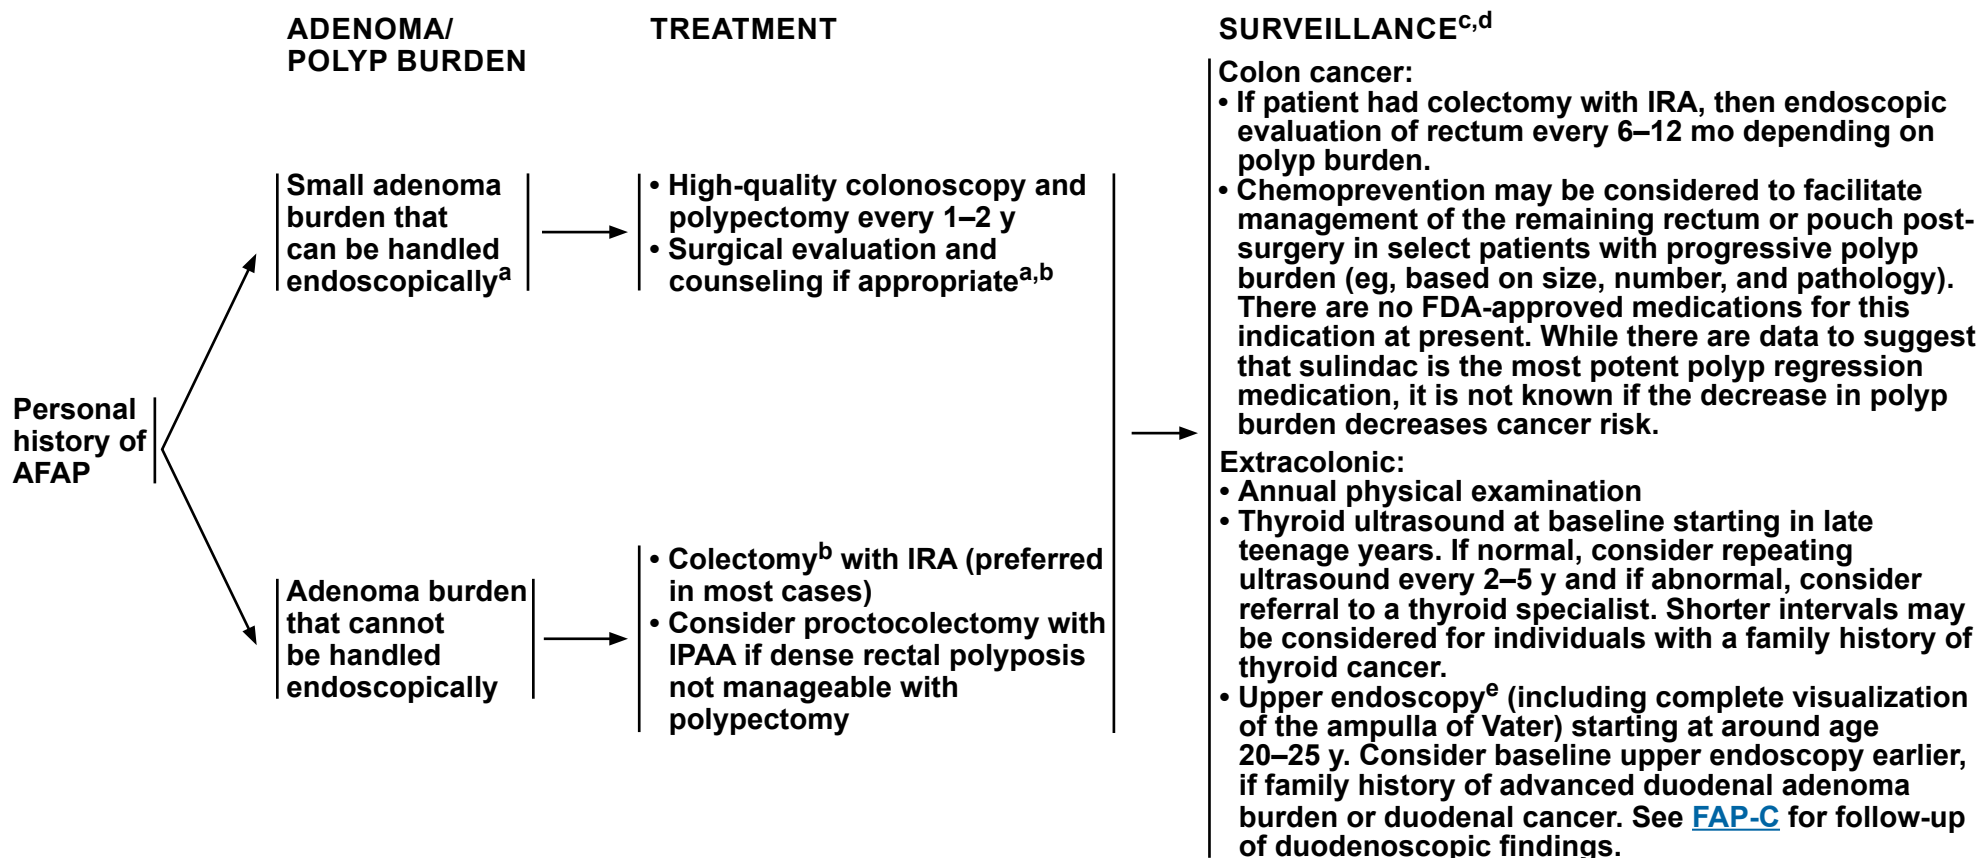 ADENOMA/
POLYP BURDEN
TREATMENT
SURVEILLANCEc,d
Personal
history of
AFAP
Small adenoma
burden that
can be handled
endoscopicallya
• High-quality colonoscopy and
polypectomy every 1–2 y
• Surgical evaluation and
counseling if appropriatea,b
Adenoma burden
that cannot
be handled
endoscopically
• Colectomyb with IRA (preferred
in most cases)
• Consider proctocolectomy with
IPAA if dense rectal polyposis
not manageable with
polypectomy
Colon cancer:
• If patient had colectomy with IRA, then endoscopic
evaluation of rectum every 6–12 mo depending on
polyp burden.
• Chemoprevention may be considered to facilitate
management of the remaining rectum or pouch post-
surgery in select patients with progressive polyp
burden (eg, based on size, number, and pathology).
There are no FDA-approved medications for this
indication at present. While there are data to suggest
that sulindac is the most potent polyp regression
medication, it is not known if the decrease in polyp
burden decreases cancer risk.
Extracolonic:
• Annual physical examination
• Thyroid ultrasound at baseline starting in late
teenage years. If normal, consider repeating
ultrasound every 2–5 y and if abnormal, consider
referral to a thyroid specialist. Shorter intervals may
be considered for individuals with a family history of
thyroid cancer.
• Upper endoscopye (including complete visualization
of the ampulla of Vater) starting at around age
20–25 y. Consider baseline upper endoscopy earlier,
if family history of advanced duodenal adenoma
burden or duodenal cancer. See FAP-C for follow-up
of duodenoscopic findings.